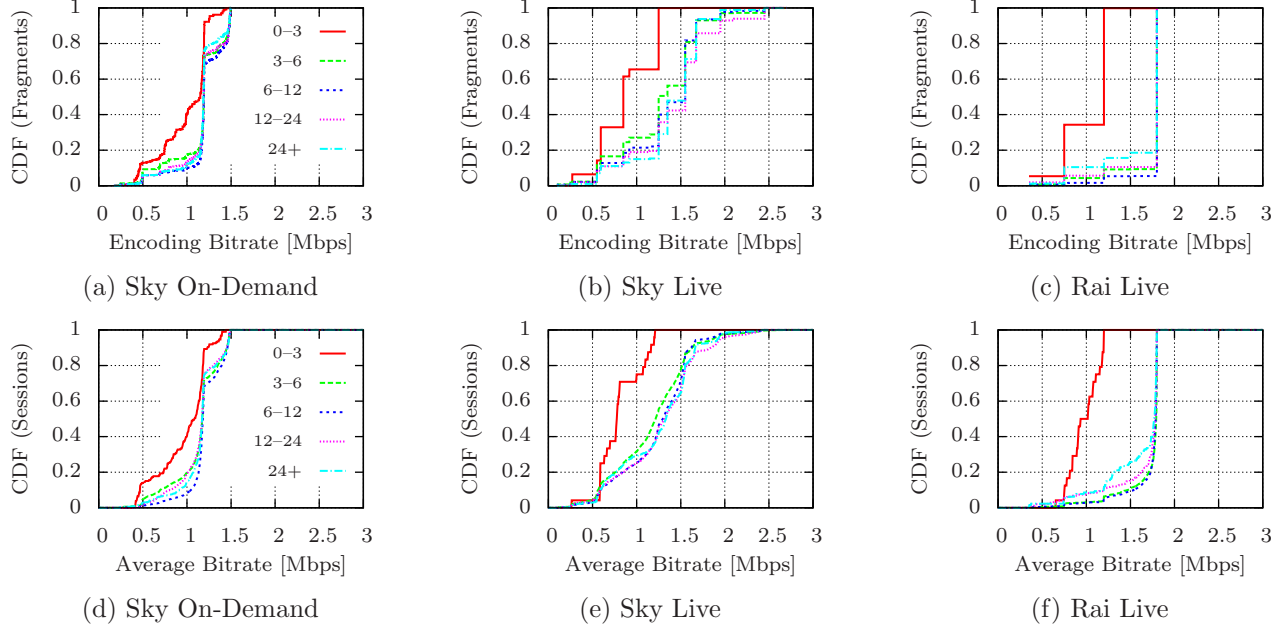 CDF (Fragments)
1
0.8
0.6
0.4
0.2
0
0–3
3–6
6–12
12–24
24+
0 0.5 1 1.5 2 2.5 3
Encoding Bitrate [Mbps]
(a) Sky On-Demand
CDF (Fragments)
1
0.8
0.6
0.4
0.2
0
0 0.5 1 1.5 2 2.5 3
Encoding Bitrate [Mbps]
(b) Sky Live
CDF (Fragments)
1
0.8
0.6
0.4
0.2
0
0 0.5 1 1.5 2 2.5 3
Encoding Bitrate [Mbps]
(c) Rai Live
CDF (Sessions)
1
0.8
0.6
0.4
0.2
0
0–3
3–6
6–12
12–24
24+
0 0.5 1 1.5 2 2.5 3
Average Bitrate [Mbps]
(d) Sky On-Demand
CDF (Sessions)
1
0.8
0.6
0.4
0.2
0
0 0.5 1 1.5 2 2.5 3
Average Bitrate [Mbps]
(e) Sky Live
CDF (Sessions)
1
0.8
0.6
0.4
0.2
0
0 0.5 1 1.5 2 2.5 3
Average Bitrate [Mbps]
(f) Rai Live